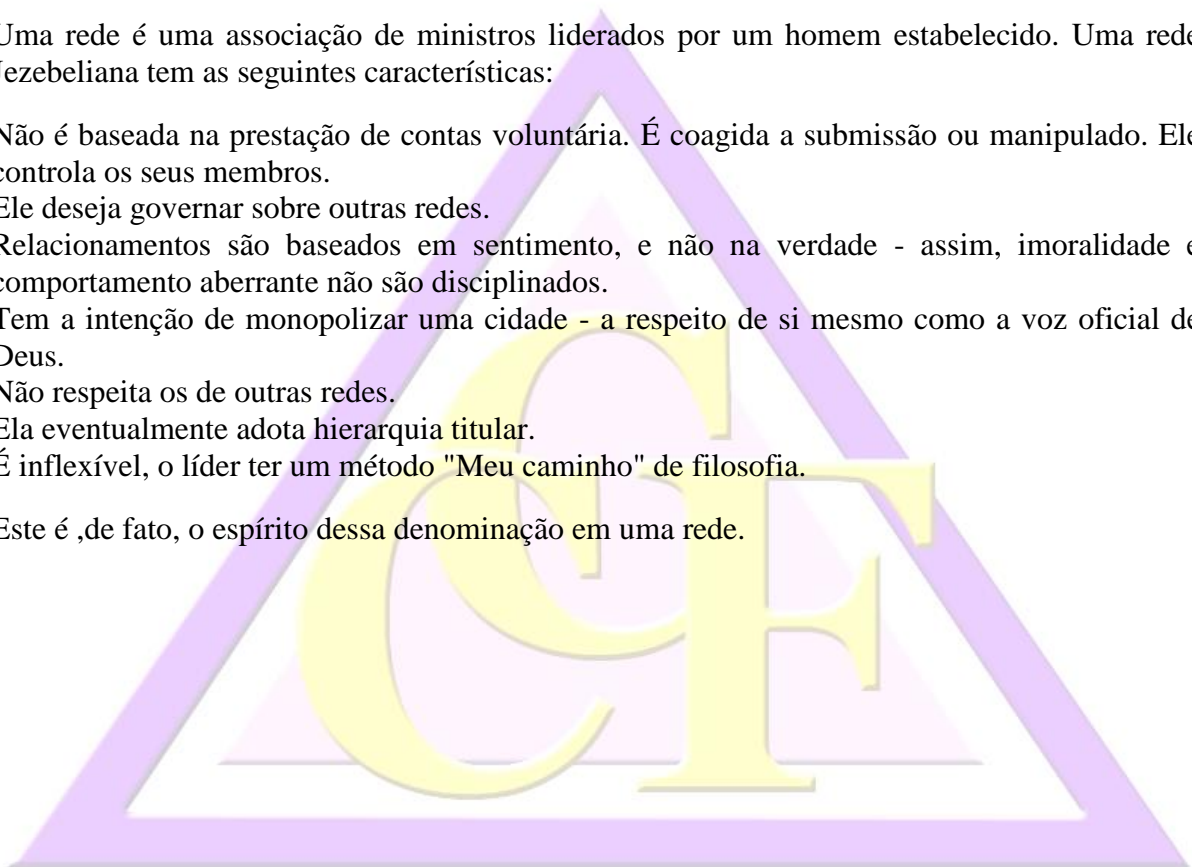 Uma rede é uma associação de ministros liderados por um homem estabelecido. Uma rede
Jezebeliana tem as seguintes características:
Não é baseada na prestação de contas voluntária. É coagida a submissão ou manipulado. Ele
controla os seus membros.
Ele deseja governar sobre outras redes.
Relacionamentos são baseados em sentimento, e não na verdade - assim, imoralidade e
comportamento aberrante não são disciplinados.
Tem a intenção de monopolizar uma cidade - a respeito de si mesmo como a voz oficial de
Deus.
Não respeita os de outras redes.
Ela eventualmente adota hierarquia titular.
É inflexível, o líder ter um método "Meu caminho" de filosofia.
Este é ,de fato, o espírito dessa denominação em uma rede.
CCF